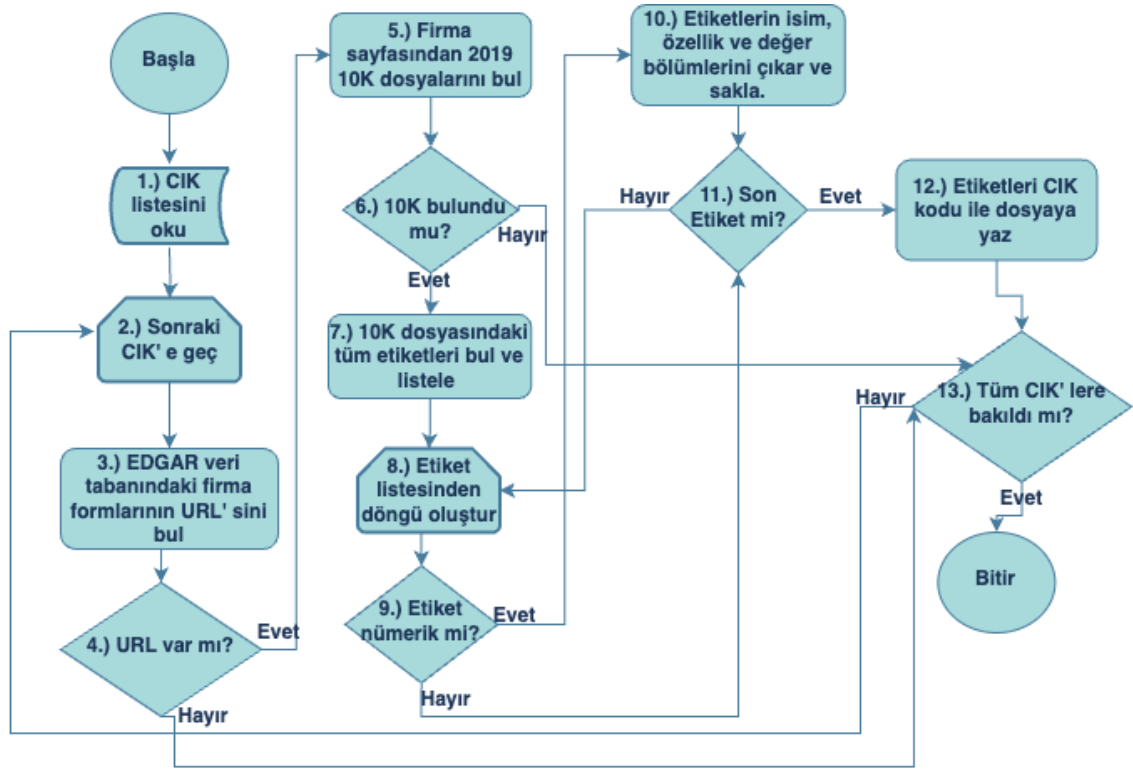 Başla
1.) CIK
listesini
oku
2.) Sonraki
CIK' e geç
3.) EDGAR veri
tabanındaki firma
formlarının URL' sini
bul
4.) URL var mı?
Evet
Hayır
5.) Firma
sayfasından 2019
10K dosyalarını bul
6.) 10K bulundu
mu?
Hayır
Evet
7.) 10K dosyasındaki
tüm etiketleri bul ve
listele
8.) Etiket
listesinden
döngü oluştur
9.) Etiket
nümerik mi?
Evet
Hayır
10.) Etiketlerin isim,
özellik ve değer
bölümlerini çıkar ve
sakla.
11.) Son
Etiket mi?
Hayır
Evet
12.) Etiketleri CIK
kodu ile dosyaya
yaz
13.) Tüm CIK' lere
bakıldı mı?
Hayır
Evet
Bitir